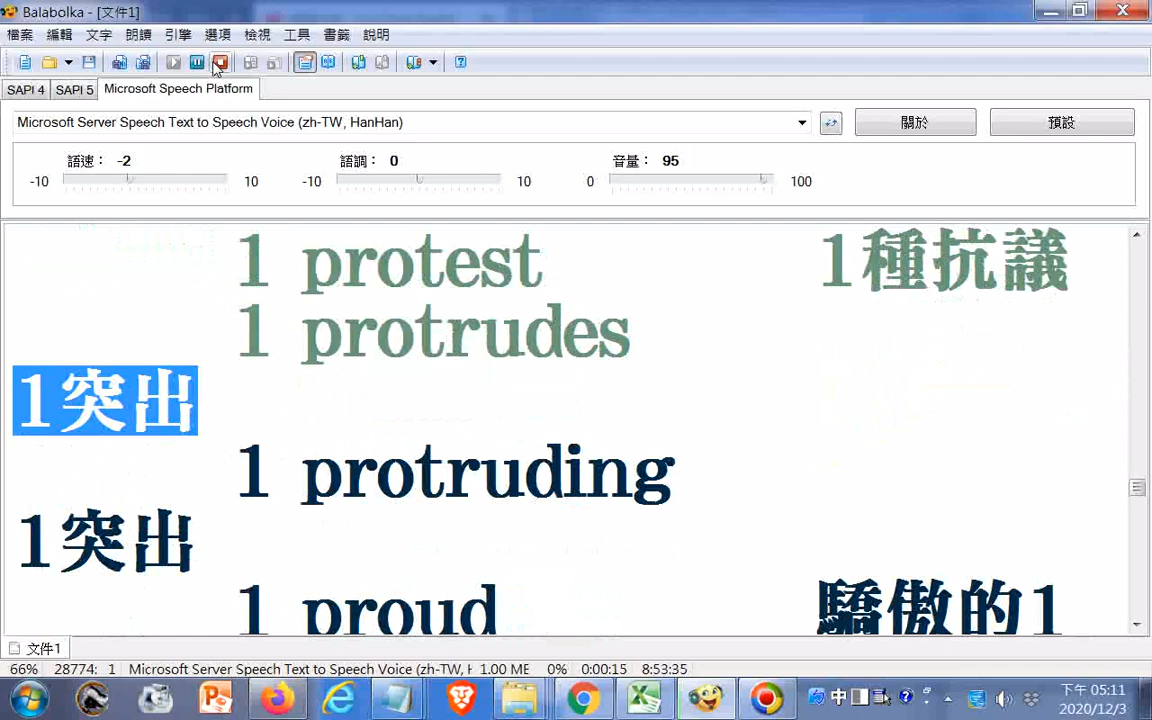 Balabolka - [文件1]
檔案 編輯 文字 朗讀 引擎 選項 檢視 工具 書籤 說明
SAPI 4 SAPI 5 Microsoft Speech Platform
Microsoft Server Speech Text to Speech Voice (zh-TW, HanHan) 關於 預設
語速： -2 語調： 0 音量： 95
-10 10 -10 10 0 100
1 protest 1種抗議
1 protrudes
1突出
1 protruding
1突出
1 proud 驕傲的1
文件1
66% 28774: 1 Microsoft Server Speech Text to Speech Voice (zh-TW, H 1.00 ME 0% 0:00:15 8:53:35
中 下午 05:11
2020/12/3